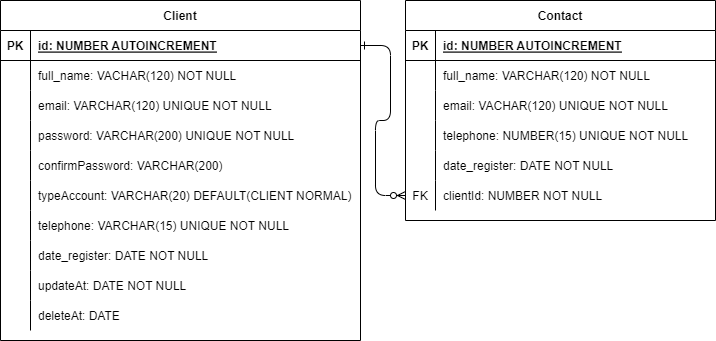 Client
PK id: NUMBER AUTOINCREMENT
full_name: VACHAR(120) NOT NULL
email: VARCHAR(120) UNIQUE NOT NULL
password: VARCHAR(200) UNIQUE NOT NULL
confirmPassword: VARCHAR(200)
typeAccount: VARCHAR(20) DEFAULT(CLIENT NORMAL)
telephone: VARCHAR(15) UNIQUE NOT NULL
date_register: DATE NOT NULL
updateAt: DATE NOT NULL
deleteAt: DATE
Contact
PK id: NUMBER AUTOINCREMENT
full_name: VARCHAR(120) NOT NULL
email: VACHAR(120) UNIQUE NOT NULL
telephone: NUMBER(15) UNIQUE NOT NULL
date_register: DATE NOT NULL
FK clientId: NUMBER NOT NULL